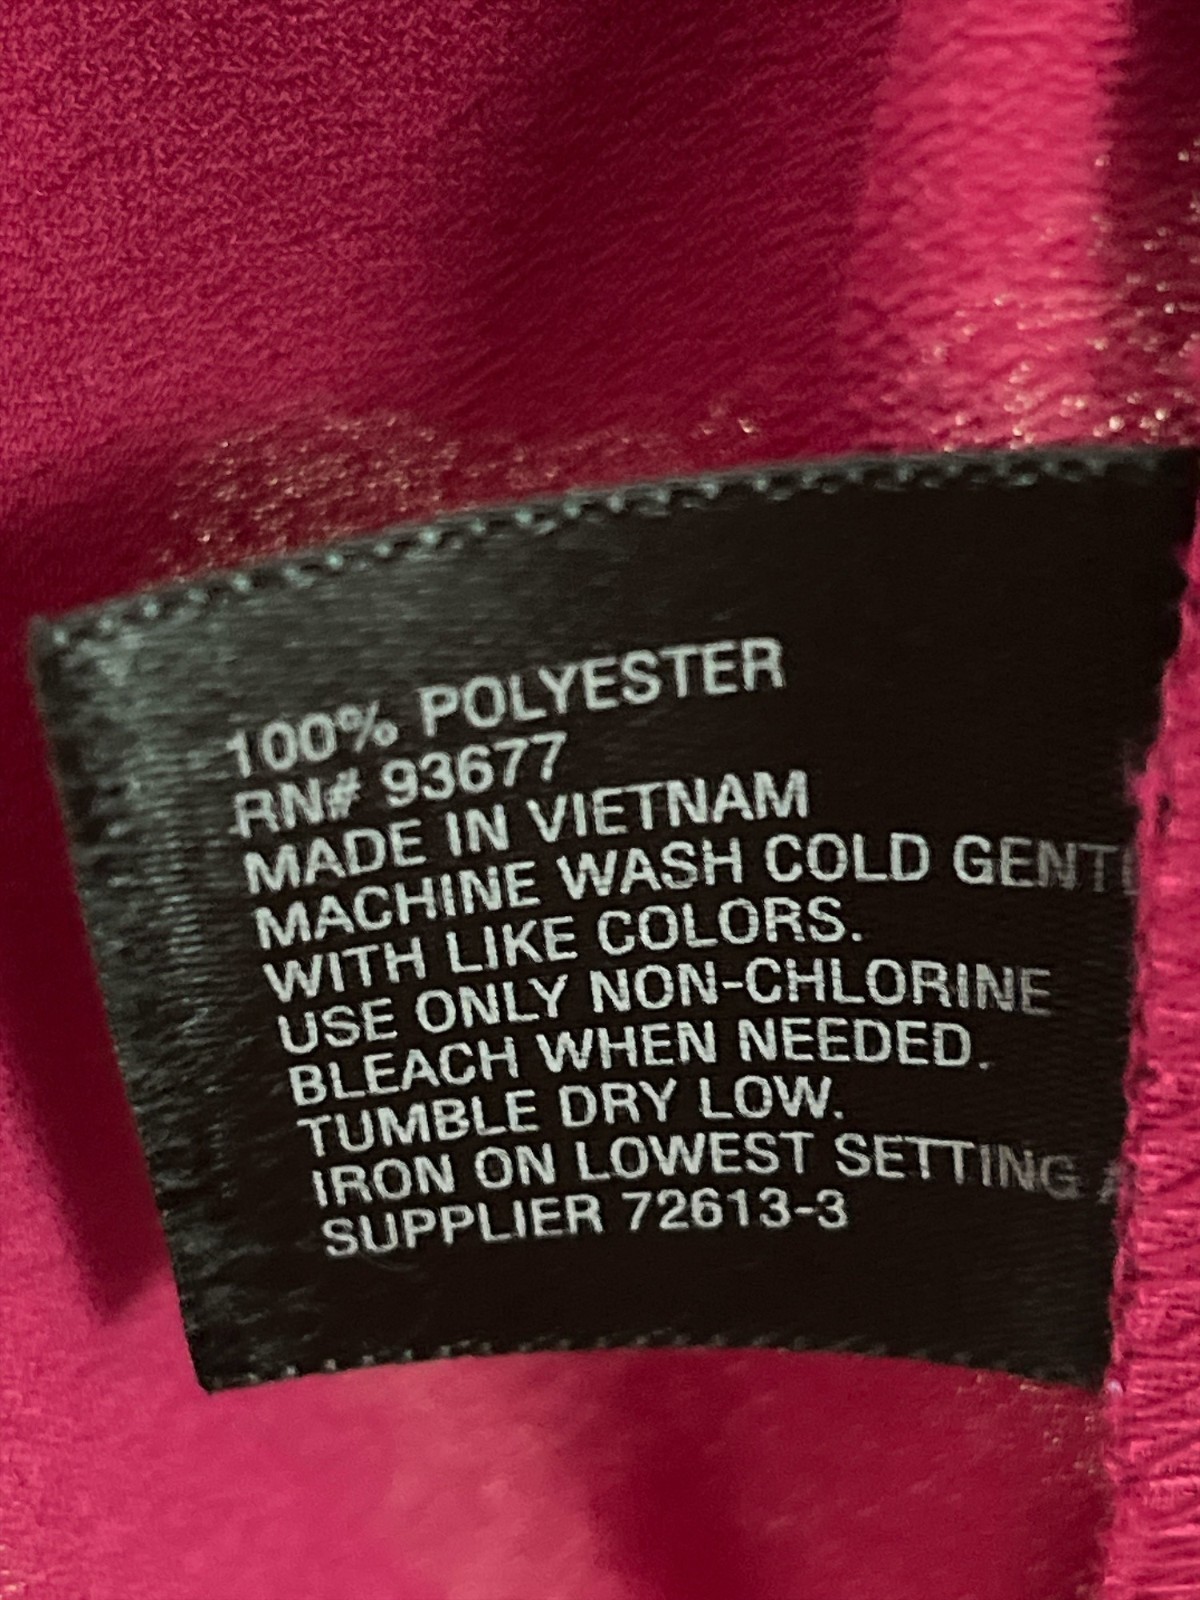 100% POLYESTER
RN# 93677
MADE IN VIETNAM
MACHINE WASH COLD GENTL
WITH LIKE COLORS.
USE ONLY NON-CHLORINE
BLEACH WHEN NEEDED.
TUMBLE DRY LOW.
IRON ON LOWEST SETTING
SUPPLIER 72613-3